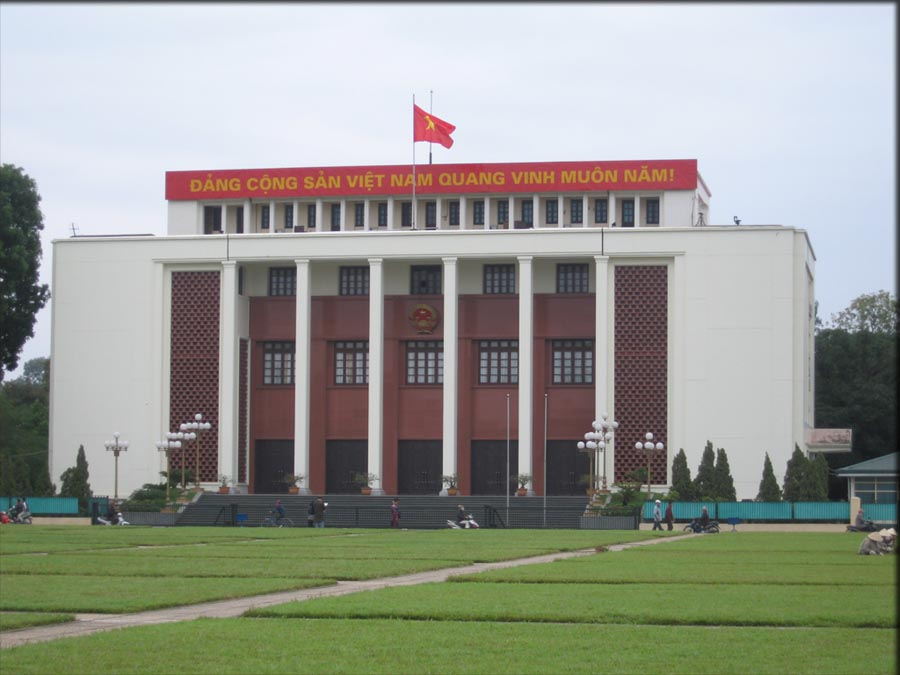 ĐẢNG CỘNG SẢN VIỆT NAM QUANG VINH MUÔN NĂM!